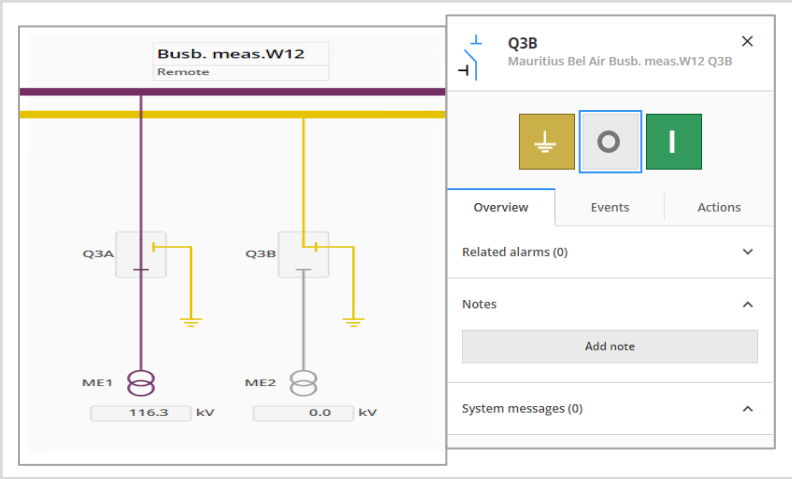 Busb. meas.W12
Remote
Q3A
Q3B
ME1
ME2
116.3 kV
0.0 kV
Q3B
Mauritius Bel Air Busb. meas.W12 Q3B
Overview
Events
Actions
Related alarms (0)
Notes
Add note
System messages (0)